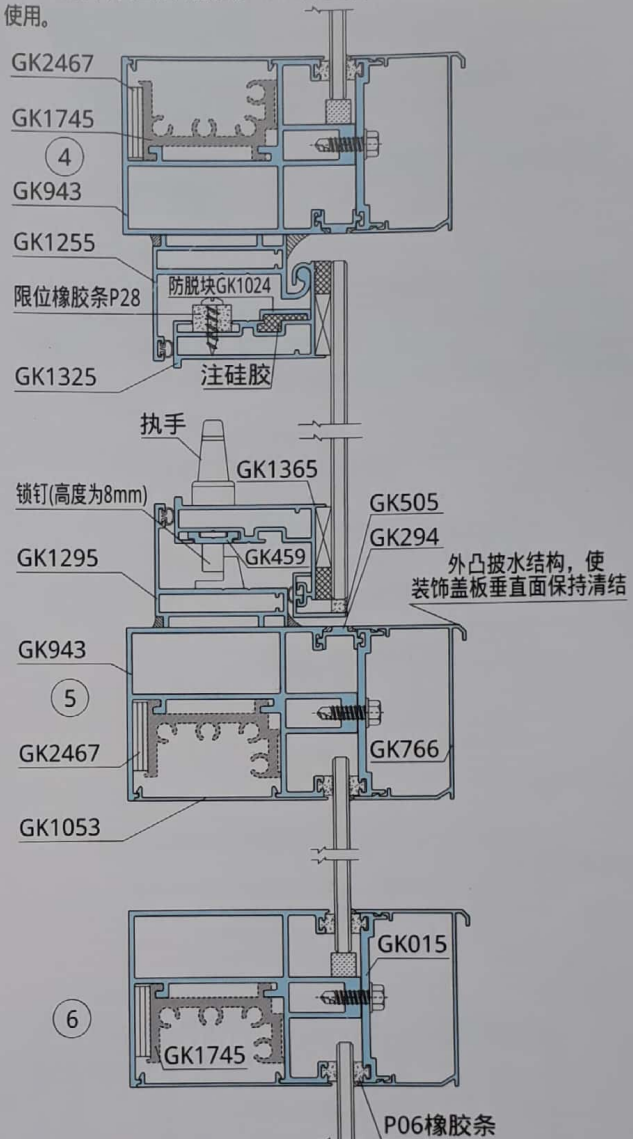 使用。
GK2467
GK1745
④
GK943
GK1255
防脱块GK1024
限位橡胶条P28
GK1325
注硅胶
执手
GK1365
锁钉(高度为8mm)
GK505
GK459
GK294
GK1295
外凸披水结构，使
装饰盖板垂直面保持清结
GK943
⑤
GK2467
GK766
GK1053
GK015
⑥
GK1745
P06橡胶条